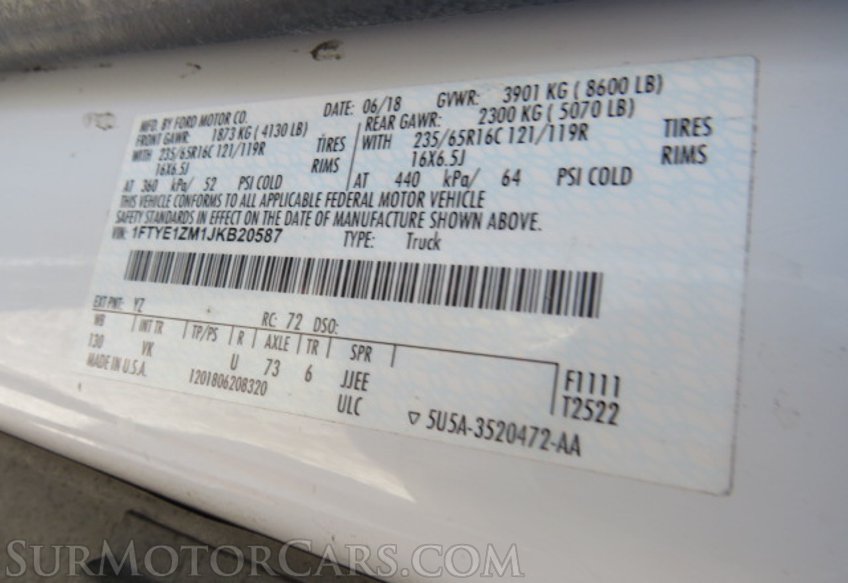 MFD. BY FORD MOTOR CO. DATE: 06/18 GVWR: 3901 KG ( 8600 LB)
FRONT GAWR: 1873 KG ( 4130 LB) REAR GAWR: 2300 KG ( 5070 LB)
WITH 235/65R16C 121/119R TIRES WITH 235/65R16C 121/119R TIRES
16X6.5J RIMS 16X6.5J RIMS
AT 360 kPa/ 52 PSI COLD AT 440 kPa/ 64 PSI COLD
THIS VEHICLE CONFORMS TO ALL APPLICABLE FEDERAL MOTOR VEHICLE
SAFETY STANDARDS IN EFFECT ON THE DATE OF MANUFACTURE SHOWN ABOVE.
VIN: 1FTYE1ZM1JKB20587 TYPE: Truck
EXT PNT: YZ RC: 72 DSO:
WB INT TR TP/PS R AXLE TR SPR
130 VK U 73 6 JJEE F1111
MADE IN U.S.A. 1201806208320 ULC T2522
5U5A-3520472-AA
SURMOTORCARS.COM